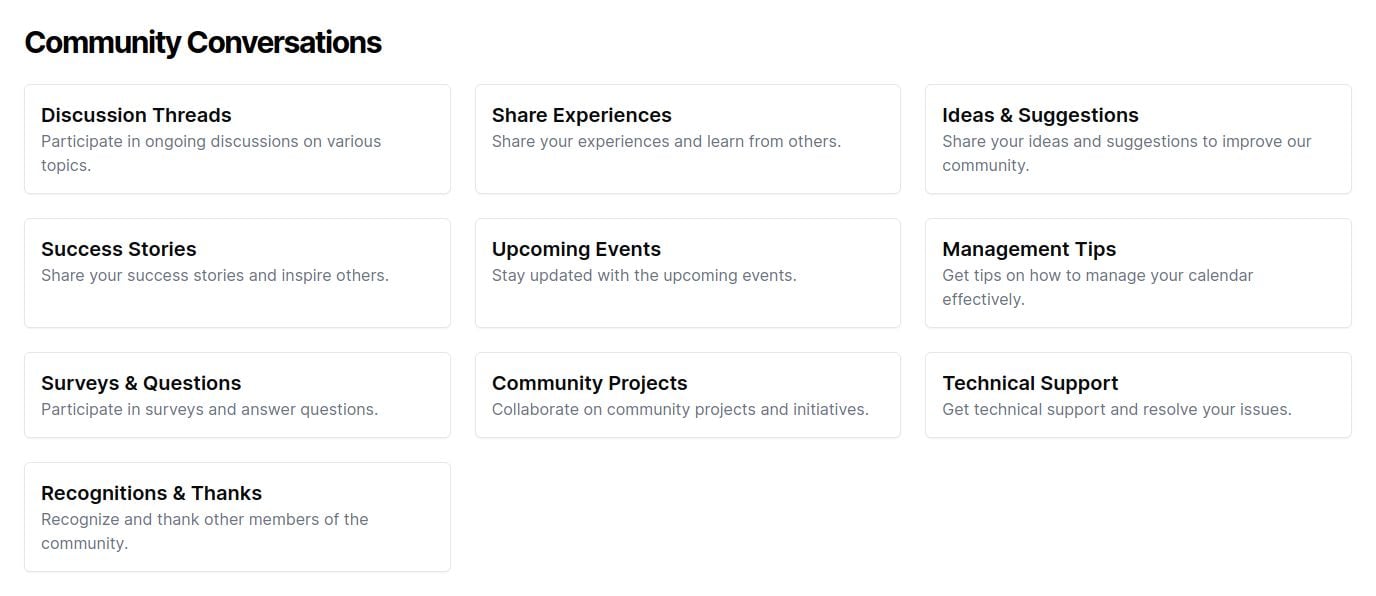 Community Conversations
Discussion Threads
Participate in ongoing discussions on various
topics.
Share Experiences
Share your experiences and learn from others.
Ideas & Suggestions
Share your ideas and suggestions to improve our
community.
Success Stories
Share your success stories and inspire others.
Upcoming Events
Stay updated with the upcoming events.
Management Tips
Get tips on how to manage your calendar
effectively.
Surveys & Questions
Participate in surveys and answer questions.
Community Projects
Collaborate on community projects and initiatives.
Technical Support
Get technical support and resolve your issues.
Recognitions & Thanks
Recognize and thank other members of the
community.